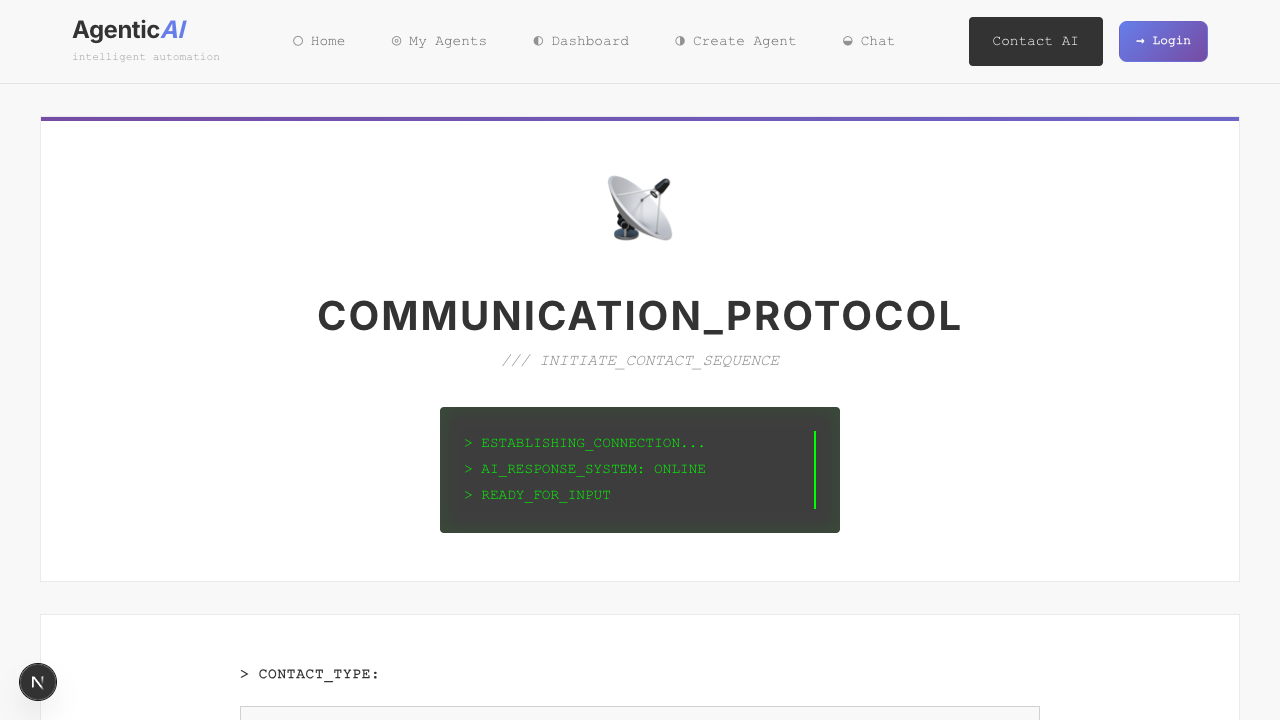 AgenticAI
intelligent automation
○ Home
◎ My Agents
◐ Dashboard
◑ Create Agent
◒ Chat
Contact AI
→ Login
COMMUNICATION_PROTOCOL
/// INITIATE_CONTACT_SEQUENCE
> ESTABLISHING_CONNECTION...
> AI_RESPONSE_SYSTEM: ONLINE
> READY_FOR_INPUT
> CONTACT_TYPE:
N